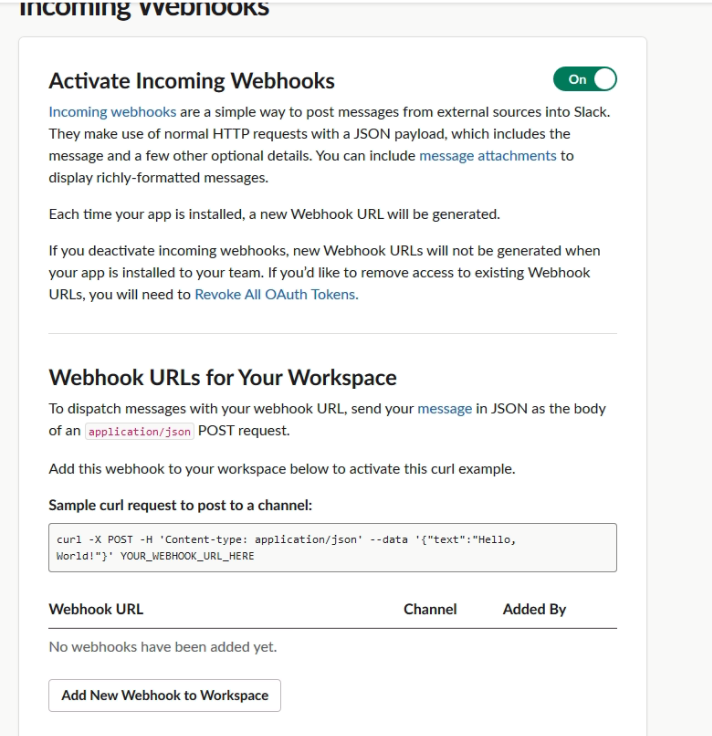 Incoming Webhooks
Activate Incoming Webhooks
On
Incoming webhooks are a simple way to post messages from external sources into Slack.
They make use of normal HTTP requests with a JSON payload, which includes the
message and a few other optional details. You can include message attachments to
display richly-formatted messages.
Each time your app is installed, a new Webhook URL will be generated.
If you deactivate incoming webhooks, new Webhook URLs will not be generated when
your app is installed to your team. If you’d like to remove access to existing Webhook
URLs, you will need to Revoke All OAuth Tokens.
Webhook URLs for Your Workspace
To dispatch messages with your webhook URL, send your message in JSON as the body
of an application/json POST request.
Add this webhook to your workspace below to activate this curl example.
Sample curl request to post to a channel:
curl -X POST -H 'Content-type: application/json' --data '{"text":"Hello,
World!"}' YOUR_WEBHOOK_URL_HERE
Webhook URL Channel Added By
No webhooks have been added yet.
Add New Webhook to Workspace